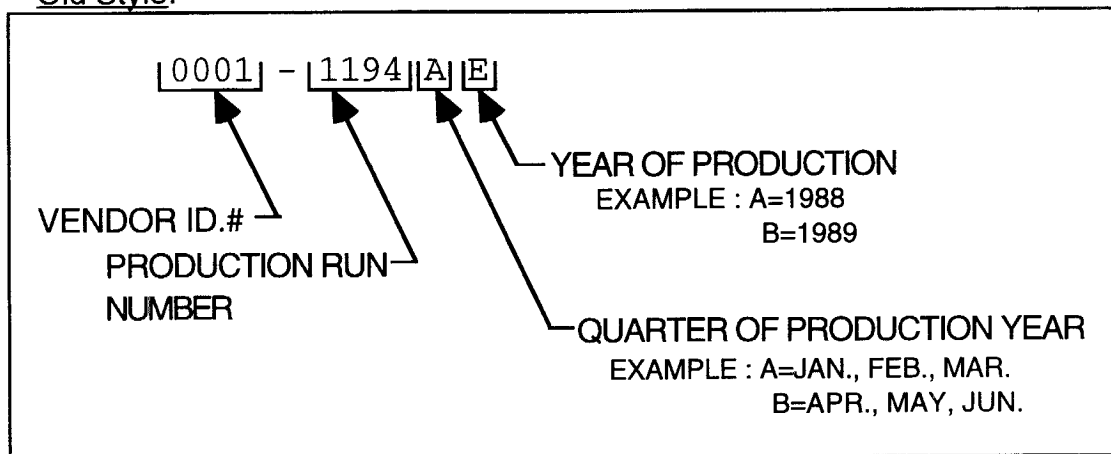 Old Style:
0001 - 1194 A E
YEAR OF PRODUCTION
EXAMPLE : A=1988
B=1989
VENDOR ID.#
PRODUCTION RUN
NUMBER
QUARTER OF PRODUCTION YEAR
EXAMPLE : A=JAN., FEB., MAR.
B=APR., MAY, JUN.